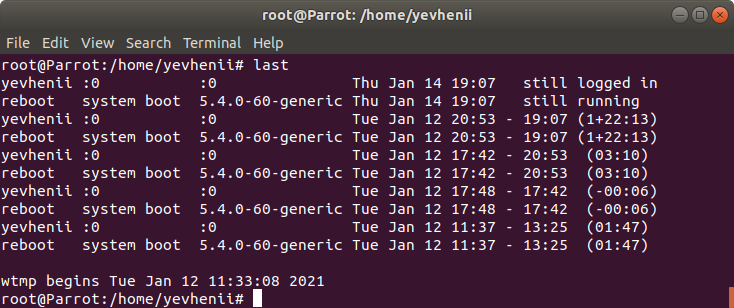 root@Parrot: /home/yevhenii
File Edit View Search Terminal Help
root@Parrot:/home/yevhenii# last
yevhenii :0           :0               Thu Jan 14 19:07   still logged in
reboot   system boot  5.4.0-60-generic Thu Jan 14 19:07   still running
yevhenii :0           :0               Tue Jan 12 20:53 - 19:07 (1+22:13)
reboot   system boot  5.4.0-60-generic Tue Jan 12 20:53 - 19:07 (1+22:13)
yevhenii :0           :0               Tue Jan 12 17:42 - 20:53  (03:10)
reboot   system boot  5.4.0-60-generic Tue Jan 12 17:42 - 20:53  (03:10)
yevhenii :0           :0               Tue Jan 12 17:48 - 17:42  (-00:06)
reboot   system boot  5.4.0-60-generic Tue Jan 12 17:48 - 17:42  (-00:06)
yevhenii :0           :0               Tue Jan 12 11:37 - 13:25  (01:47)
reboot   system boot  5.4.0-60-generic Tue Jan 12 11:37 - 13:25  (01:47)
wtmp begins Tue Jan 12 11:33:08 2021
root@Parrot:/home/yevhenii#